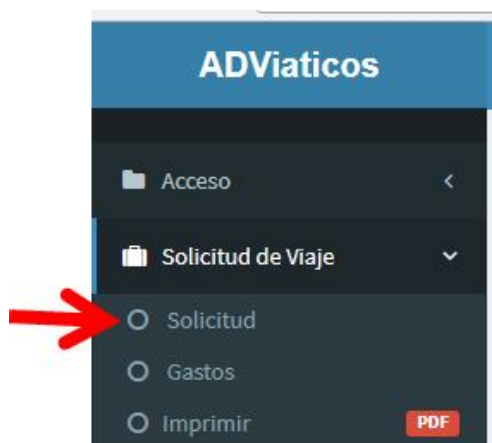 ADViaticos
Acceso
Solicitud de Viaje
Solicitud
Gastos
Imprimir PDF